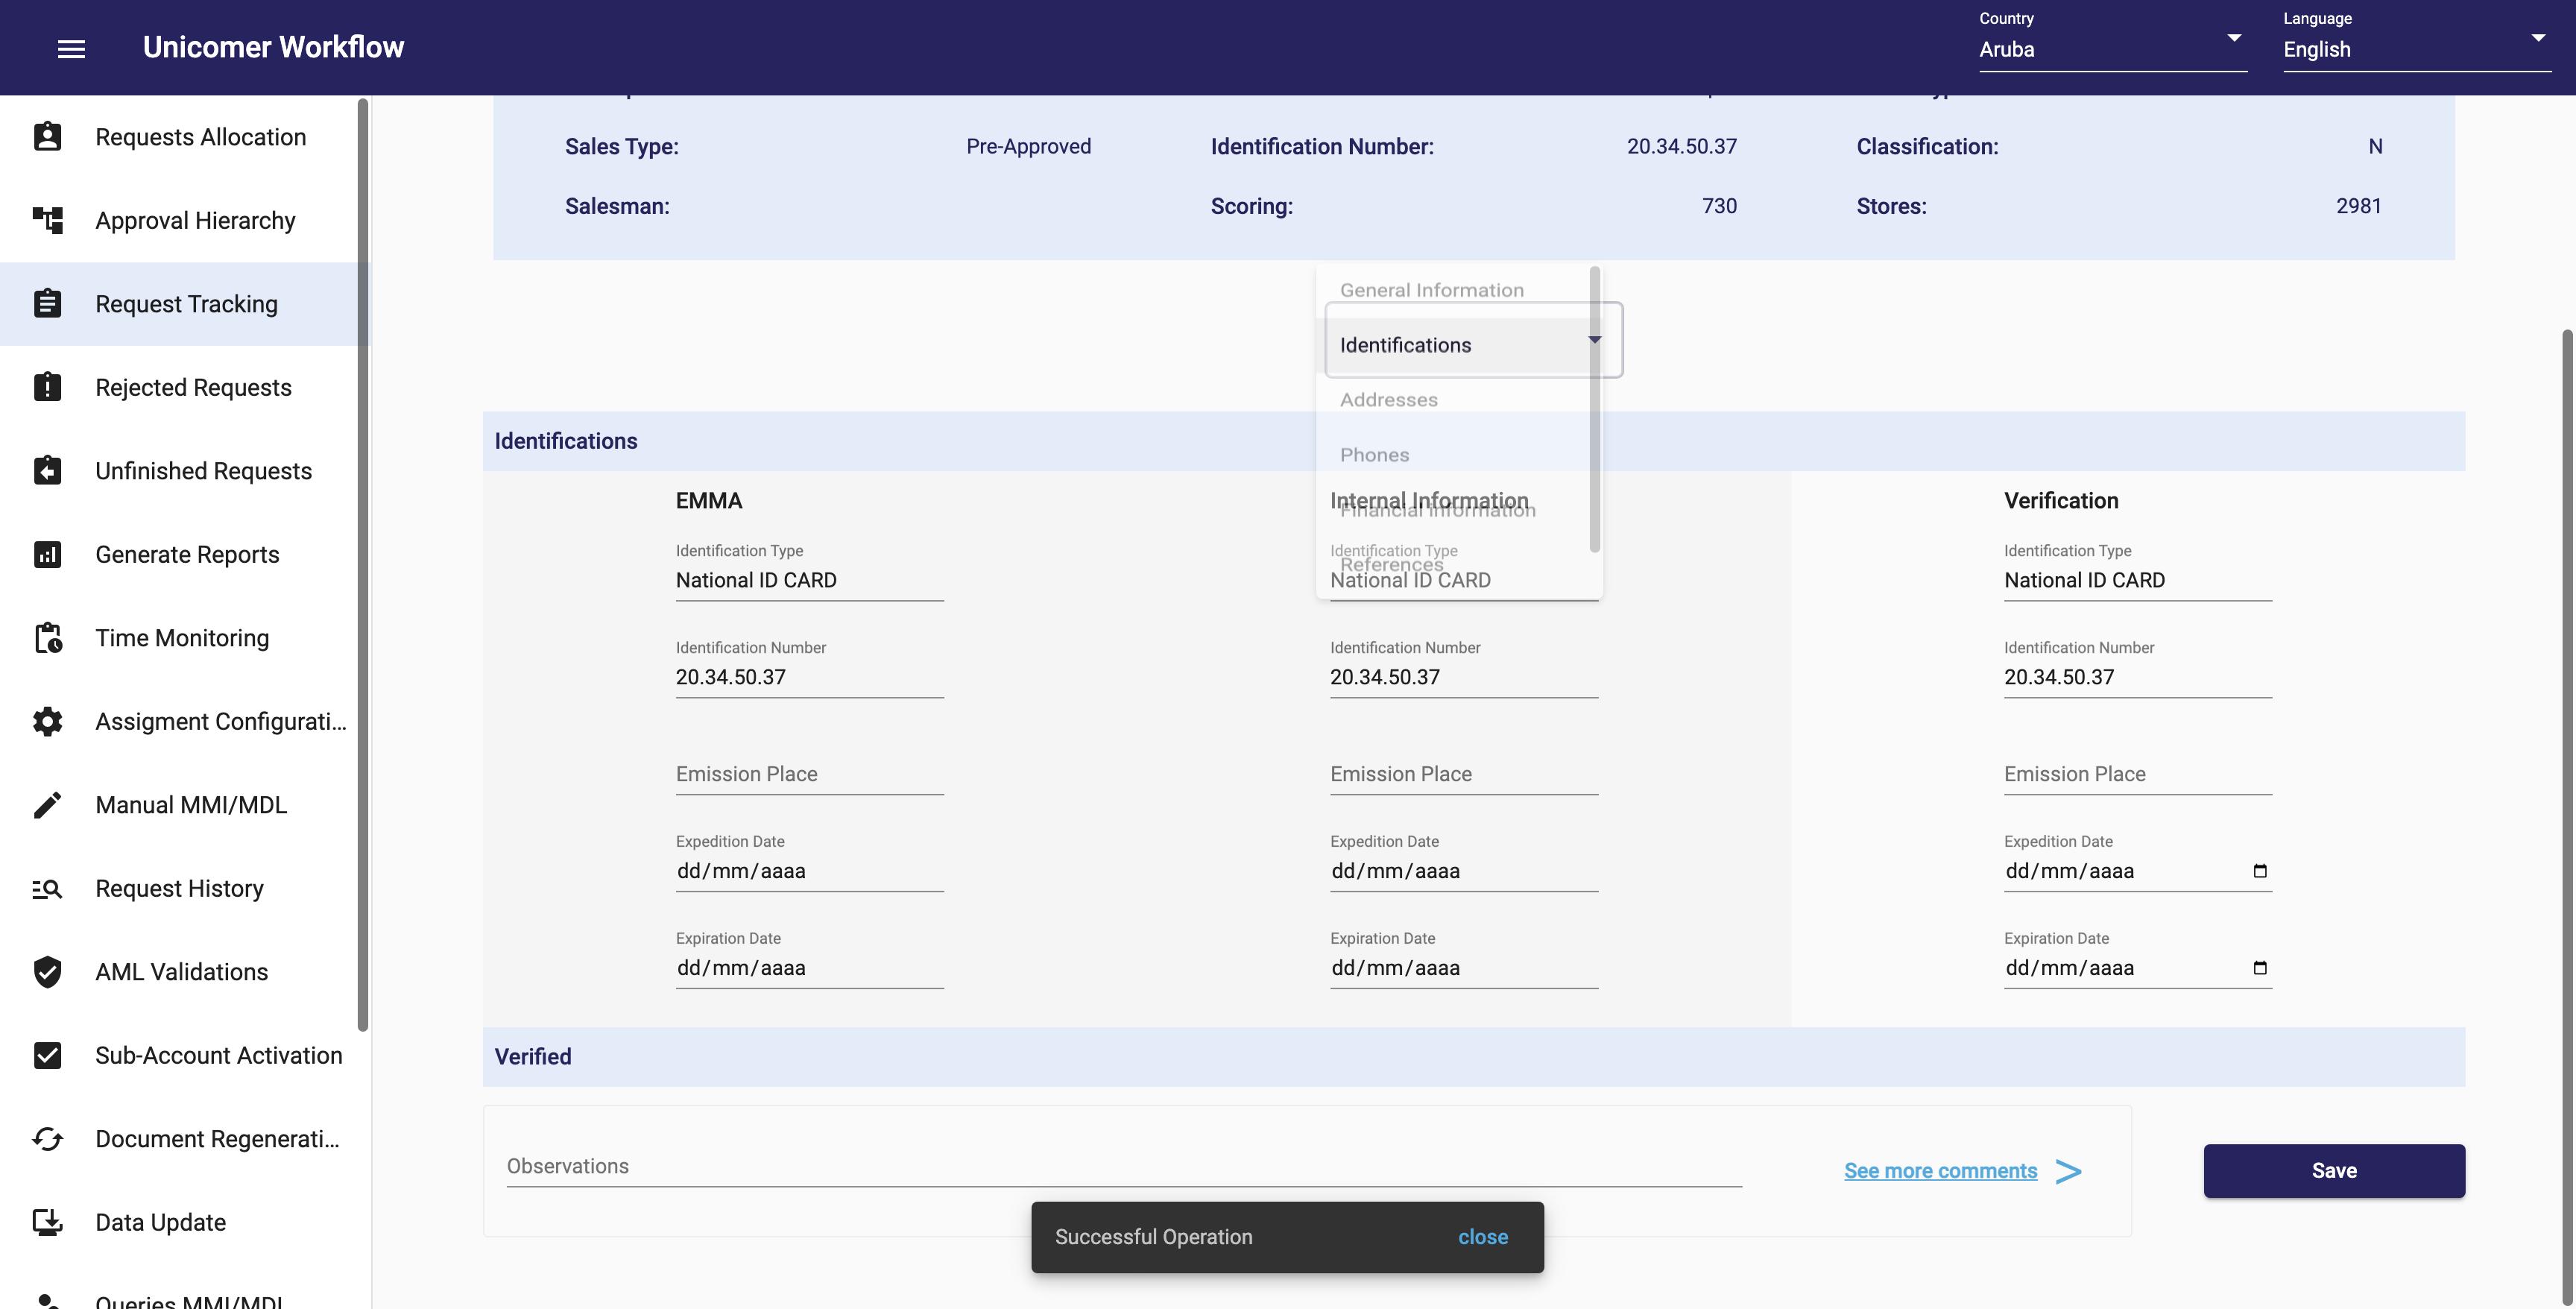 Unicomer Workflow
Country
Aruba
Language
English
Requests Allocation
Approval Hierarchy
Request Tracking
Rejected Requests
Unfinished Requests
Generate Reports
Time Monitoring
Assigment Configurati...
Manual MMI/MDL
Request History
AML Validations
Sub-Account Activation
Document Regenerati...
Data Update
Queries MMI/MDL
Sales Type: Pre-Approved Identification Number: 20.34.50.37 Classification: N
Salesman: Scoring: 730 Stores: 2981
General Information
Identifications
Addresses
Phones
Financial Information
References
Identifications
EMMA
Identification Type
National ID CARD
Identification Number
20.34.50.37
Emission Place
Expedition Date
dd/mm/aaaa
Expiration Date
dd/mm/aaaa
Internal Information
Identification Type
National ID CARD
Identification Number
20.34.50.37
Emission Place
Expedition Date
dd/mm/aaaa
Expiration Date
dd/mm/aaaa
Verification
Identification Type
National ID CARD
Identification Number
20.34.50.37
Emission Place
Expedition Date
dd/mm/aaaa
Expiration Date
dd/mm/aaaa
Verified
Observations
See more comments >
Save
Successful Operation close